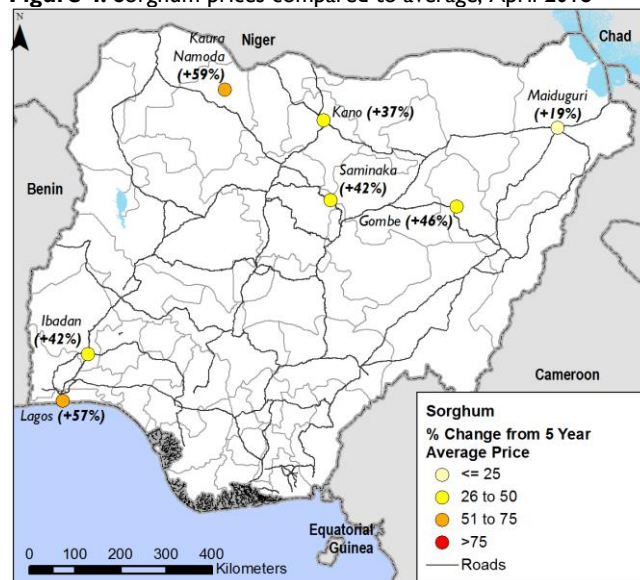 Figure 4. Sorghum prices compared to average, April 2018
N
Niger
Chad
Kaura
Namoda
(+59%)
Kano (+37%)
Maiduguri
(+19%)
Saminaka
(+42%)
Benin
Gombe (+46%)
Ibadan
(+42%)
Lagos (+57%)
Cameroon
Equatorial
Guinea
Sorghum
% Change from 5 Year
Average Price
<= 25
26 to 50
51 to 75
>75
Roads
0 50 100 200 300 400
Kilometers